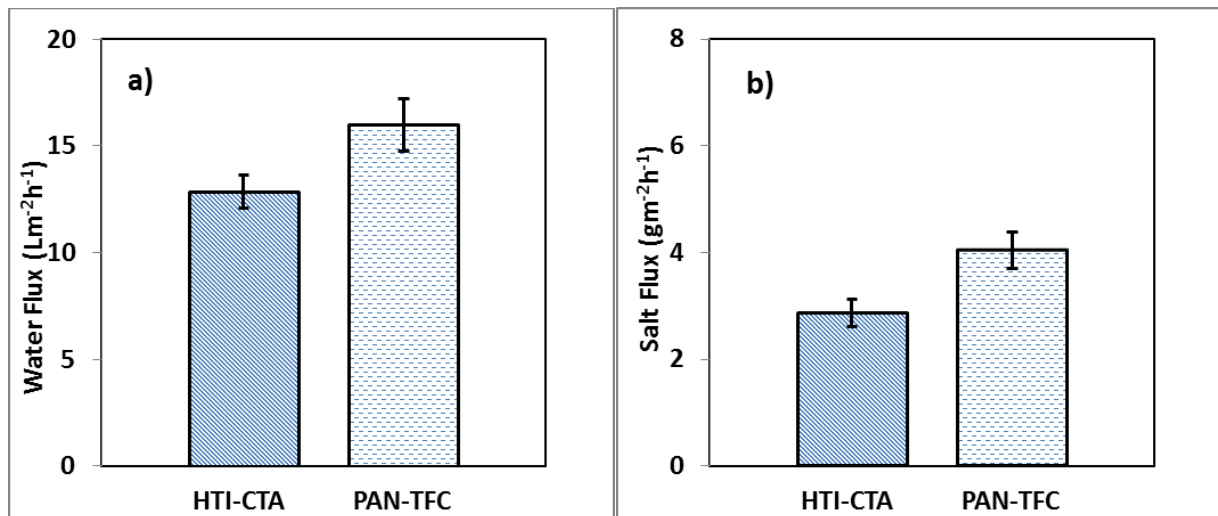 a)
Water Flux (Lm-2h-1)
20
15
10
5
0
HTI-CTA PAN-TFC
b)
Salt Flux (gm-2h-1)
8
6
4
2
0
HTI-CTA PAN-TFC